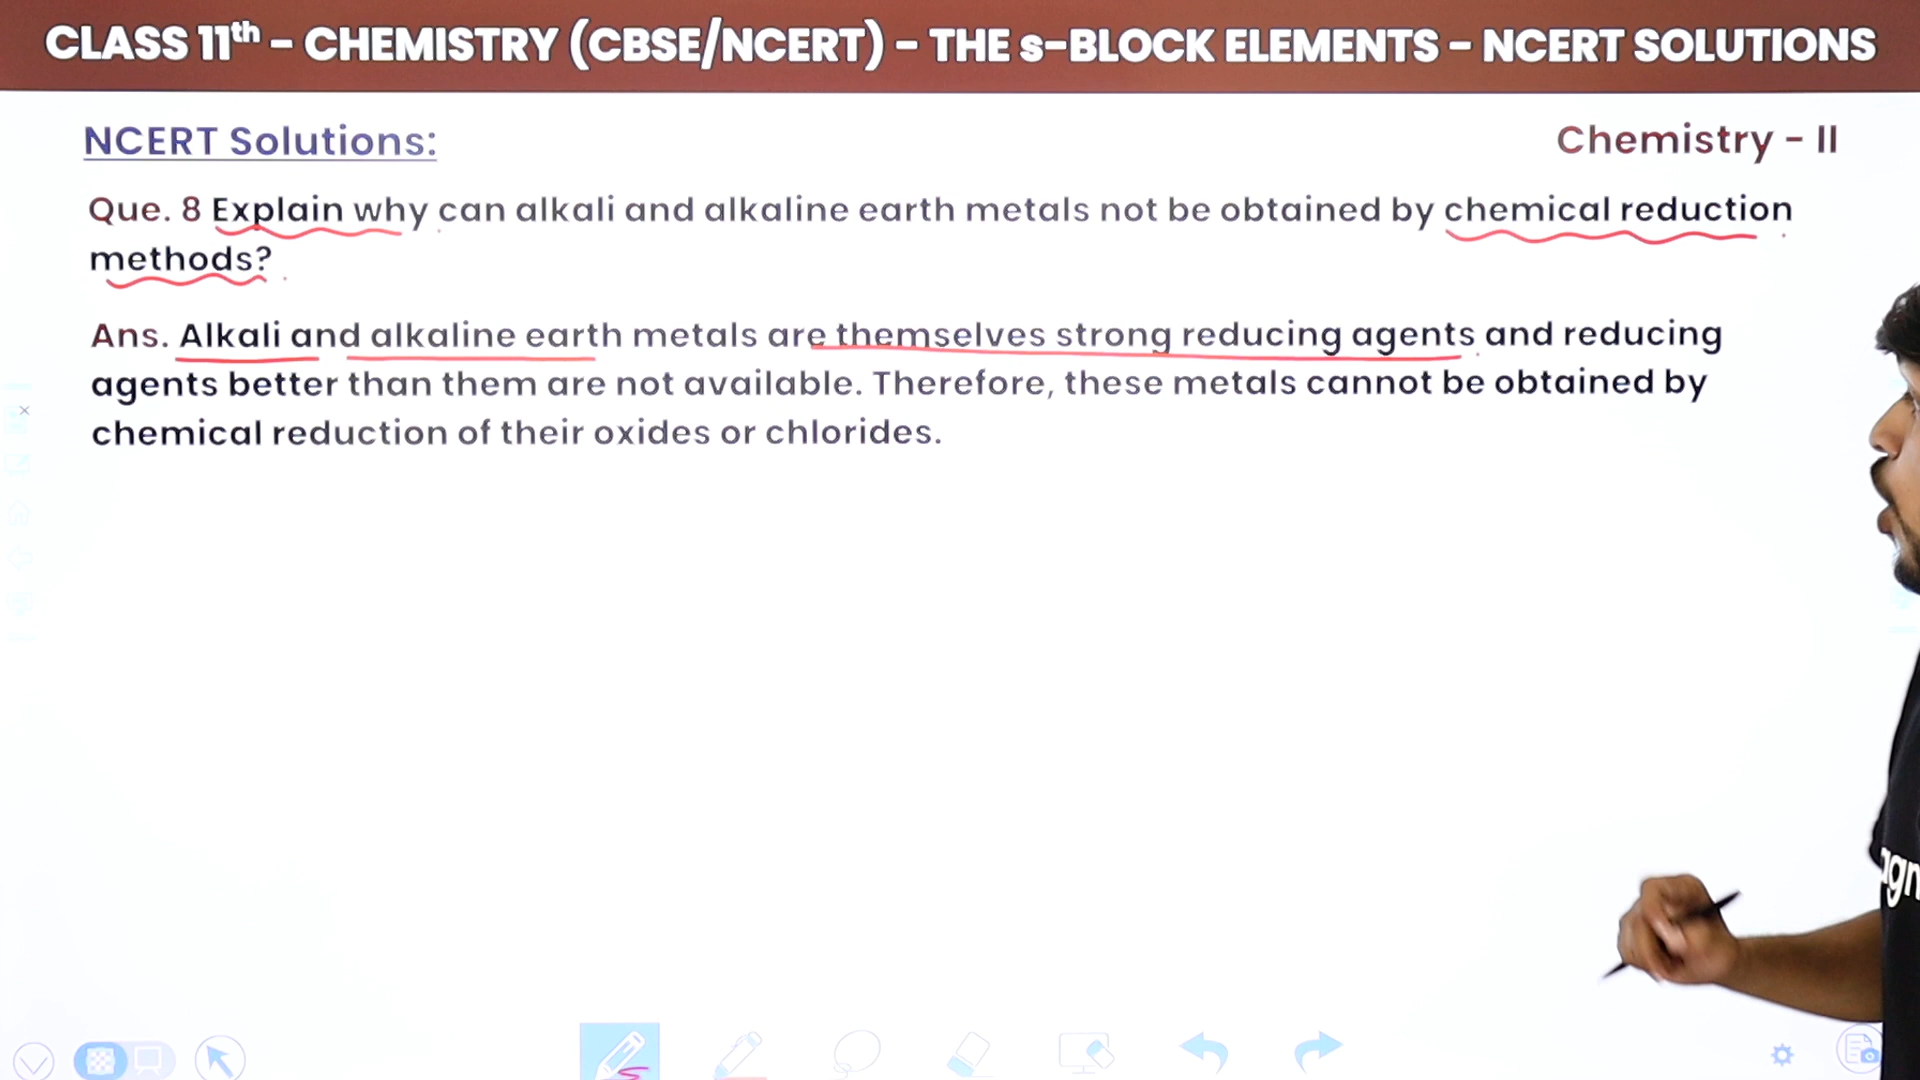 CLASS 11th – CHEMISTRY (CBSE/NCERT) – THE s-BLOCK ELEMENTS – NCERT SOLUTIONS
NCERT Solutions:
Chemistry - II
Que. 8 Explain why can alkali and alkaline earth metals not be obtained by chemical reduction
methods?
Ans. Alkali and alkaline earth metals are themselves strong reducing agents and reducing
agents better than them are not available. Therefore, these metals cannot be obtained by
chemical reduction of their oxides or chlorides.